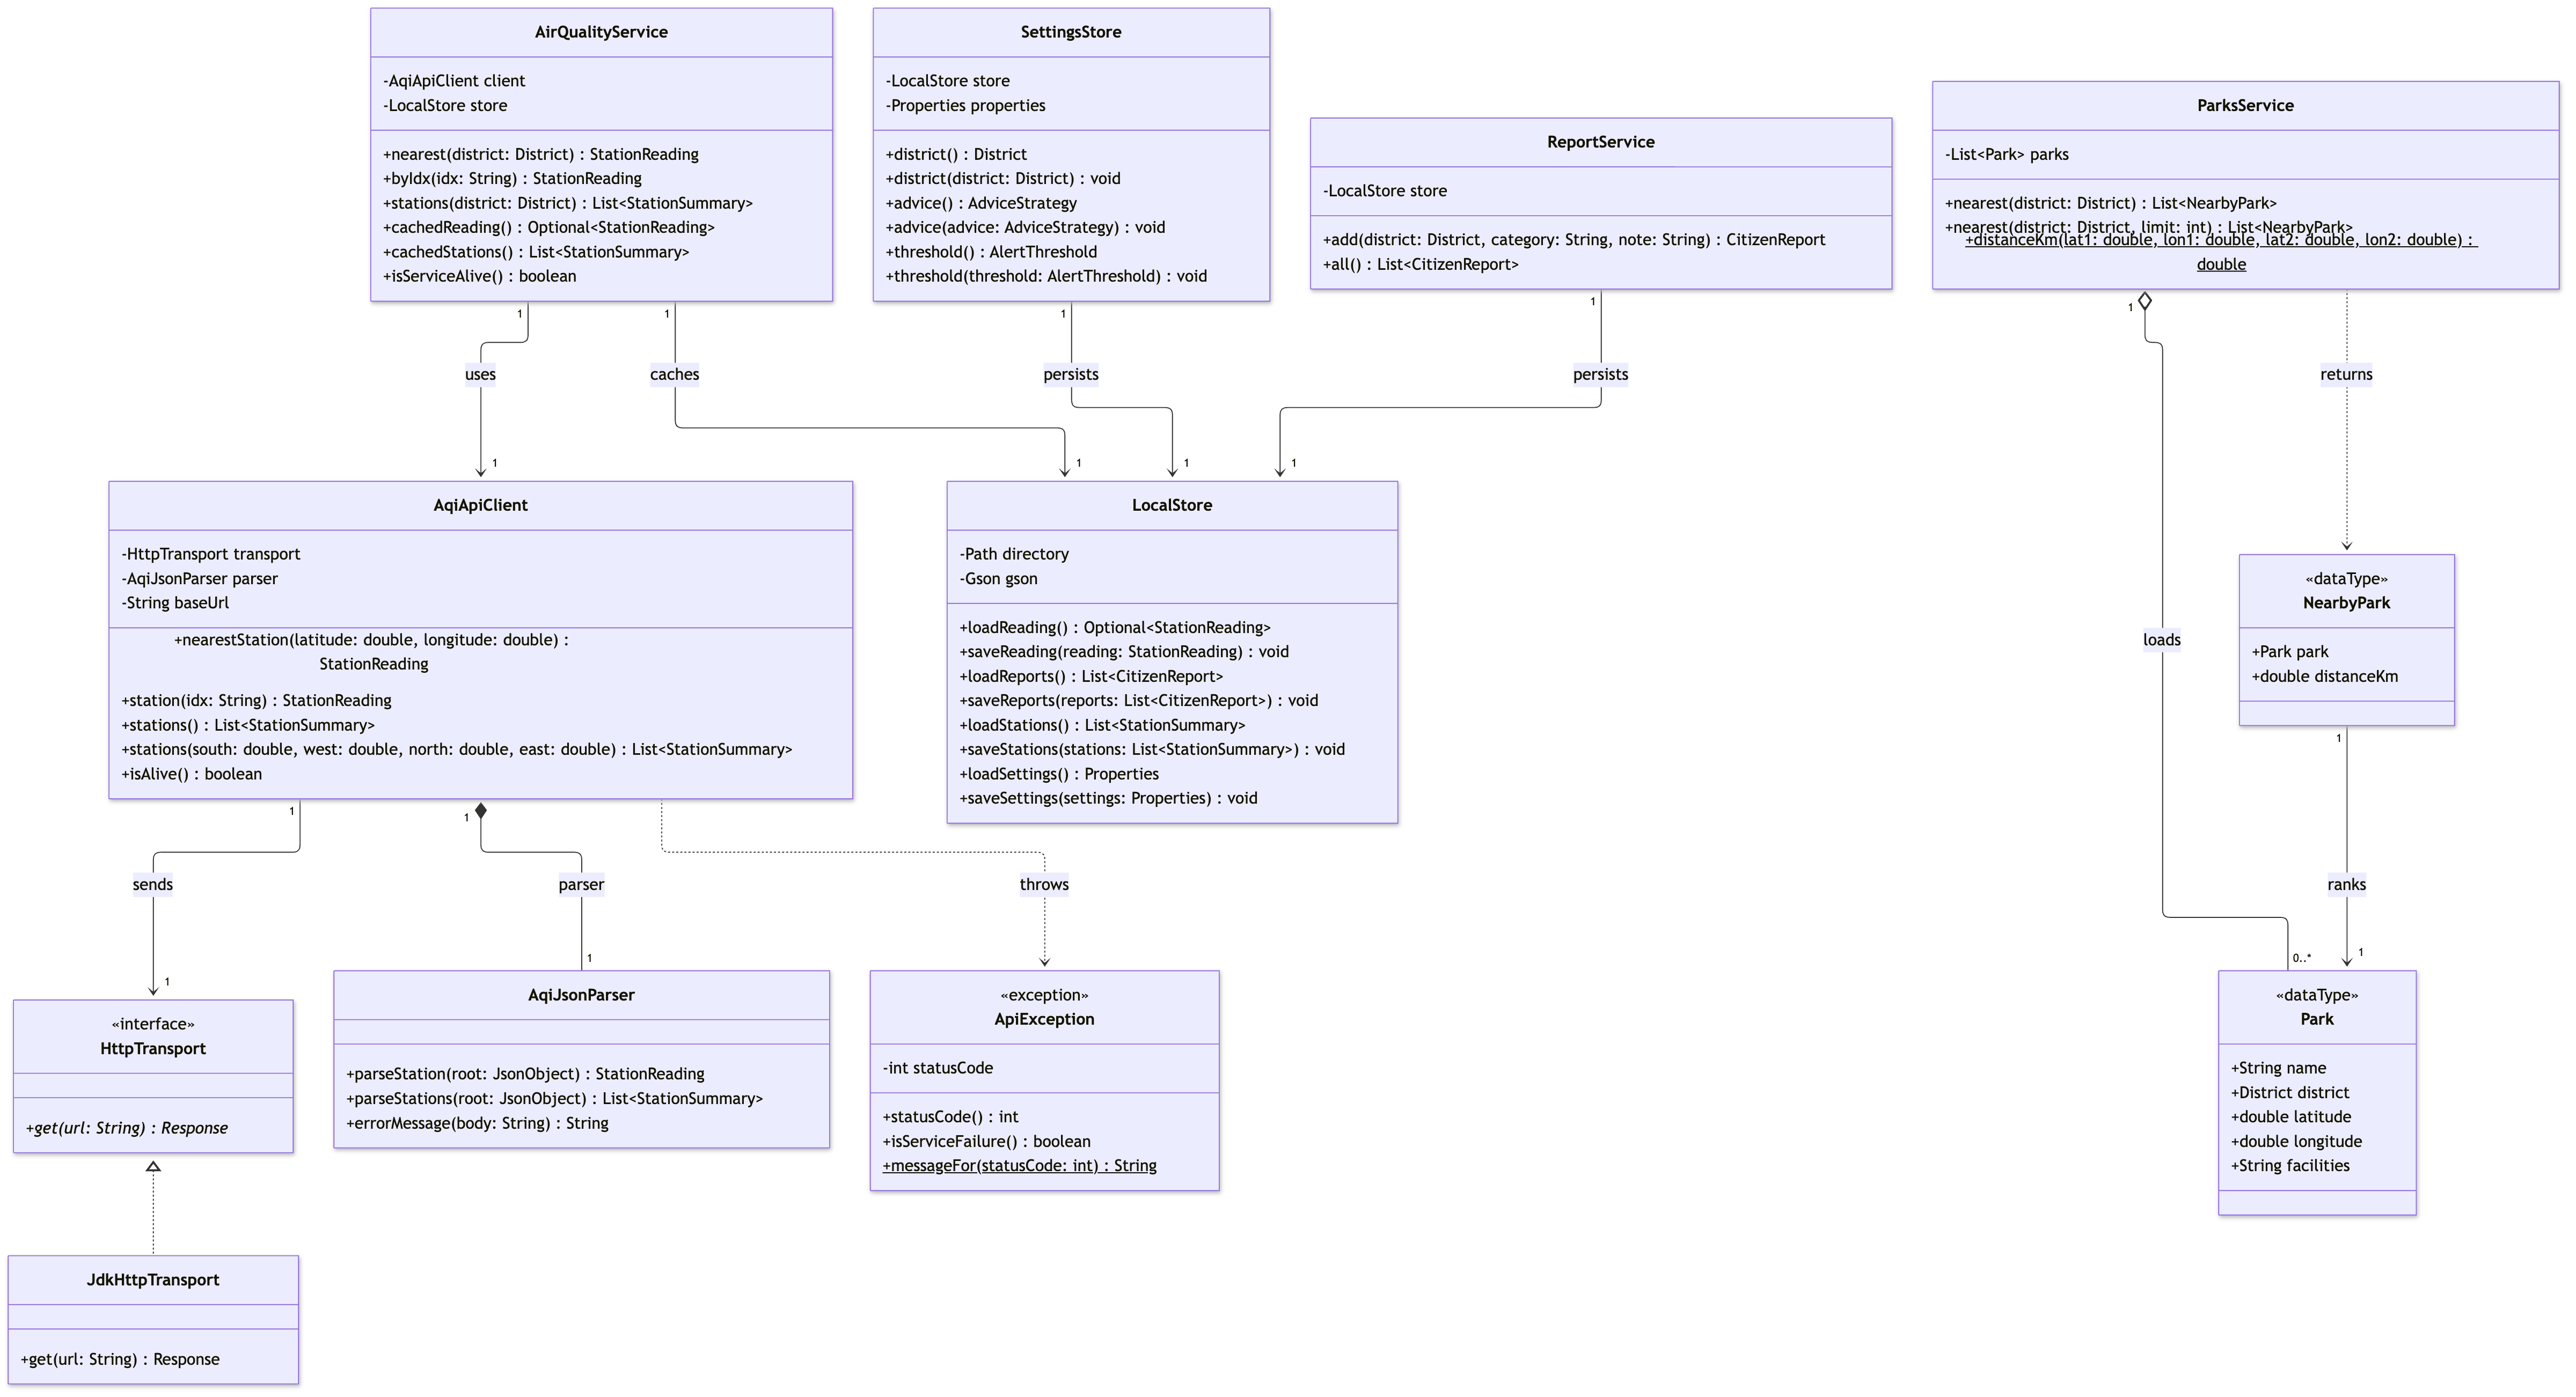 AirQualityService
-AqiApiClient client
-LocalStore store
+nearest(district: District) : StationReading
+byIdx(idx: String) : StationReading
+stations(district: District) : List<StationSummary>
+cachedReading() : Optional<StationReading>
+cachedStations() : List<StationSummary>
+isServiceAlive() : boolean
SettingsStore
-LocalStore store
-Properties properties
+district() : District
+district(district: District) : void
+advice() : AdviceStrategy
+advice(advice: AdviceStrategy) : void
+threshold() : AlertThreshold
+threshold(threshold: AlertThreshold) : void
ReportService
-LocalStore store
+add(district: District, category: String, note: String) : CitizenReport
+all() : List<CitizenReport>
ParksService
-List<Park> parks
+nearest(district: District) : List<NearbyPark>
+nearest(district: District, limit: int) : List<NearbyPark>
+distanceKm(lat1: double, lon1: double, lat2: double, lon2: double) :
double
1
1
1
1
1
uses
caches
persists
persists
returns
1
1
1
1
AqiApiClient
-HttpTransport transport
-AqiJsonParser parser
-String baseUrl
+nearestStation(latitude: double, longitude: double) :
StationReading
+station(idx: String) : StationReading
+stations() : List<StationSummary>
+stations(south: double, west: double, north: double, east: double) : List<StationSummary>
+isAlive() : boolean
LocalStore
-Path directory
-Gson gson
+loadReading() : Optional<StationReading>
+saveReading(reading: StationReading) : void
+loadReports() : List<CitizenReport>
+saveReports(reports: List<CitizenReport>) : void
+loadStations() : List<StationSummary>
+saveStations(stations: List<StationSummary>) : void
+loadSettings() : Properties
+saveSettings(settings: Properties) : void
loads
«dataType»
NearbyPark
+Park park
+double distanceKm
1
1
1
sends
parser
throws
ranks
1
1
0..*
1
«interface»
HttpTransport
+get(url: String) : Response
AqiJsonParser
+parseStation(root: JsonObject) : StationReading
+parseStations(root: JsonObject) : List<StationSummary>
+errorMessage(body: String) : String
«exception»
ApiException
-int statusCode
+statusCode() : int
+isServiceFailure() : boolean
+messageFor(statusCode: int) : String
«dataType»
Park
+String name
+District district
+double latitude
+double longitude
+String facilities
JdkHttpTransport
+get(url: String) : Response